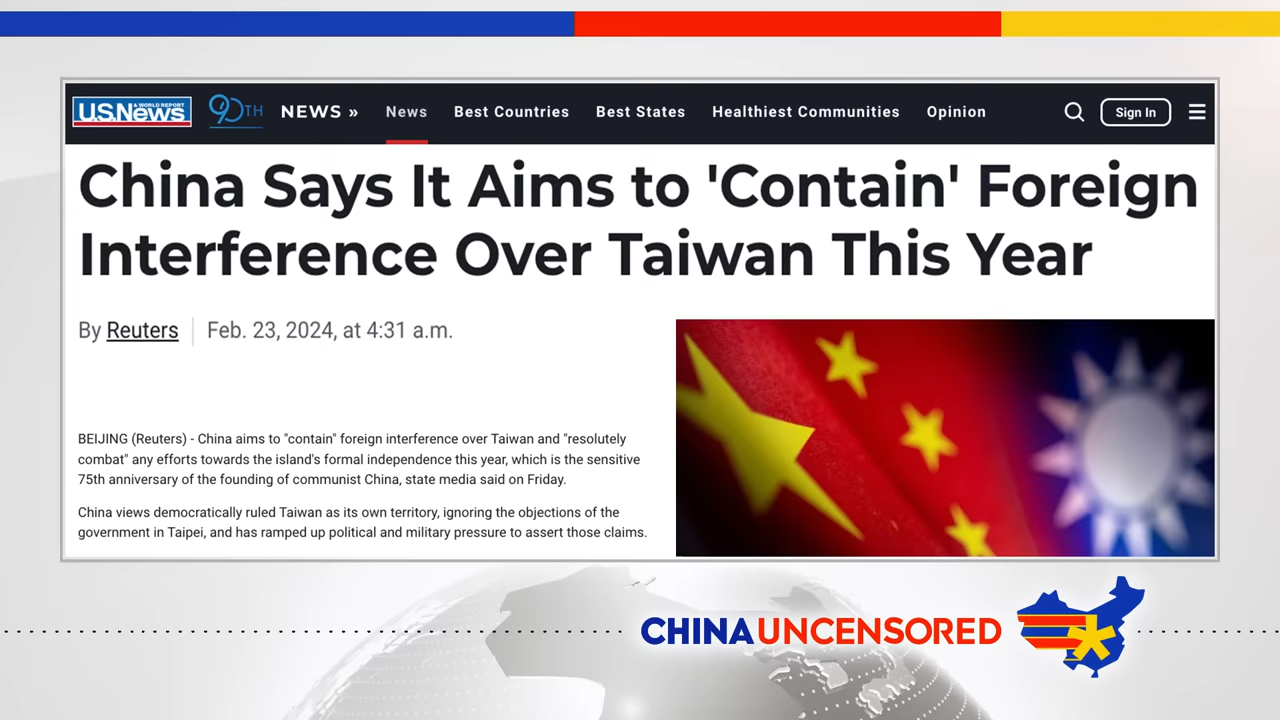 U.S.News
& WORLD REPORT
90TH
NEWS »
News
Best Countries
Best States
Healthiest Communities
Opinion
Sign In
China Says It Aims to 'Contain' Foreign
Interference Over Taiwan This Year
By Reuters
Feb. 23, 2024, at 4:31 a.m.
BEIJING (Reuters) - China aims to "contain" foreign interference over Taiwan and "resolutely
combat" any efforts towards the island's formal independence this year, which is the sensitive
75th anniversary of the founding of communist China, state media said on Friday.
China views democratically ruled Taiwan as its own territory, ignoring the objections of the
government in Taipei, and has ramped up political and military pressure to assert those claims.
CHINA UNCENSORED